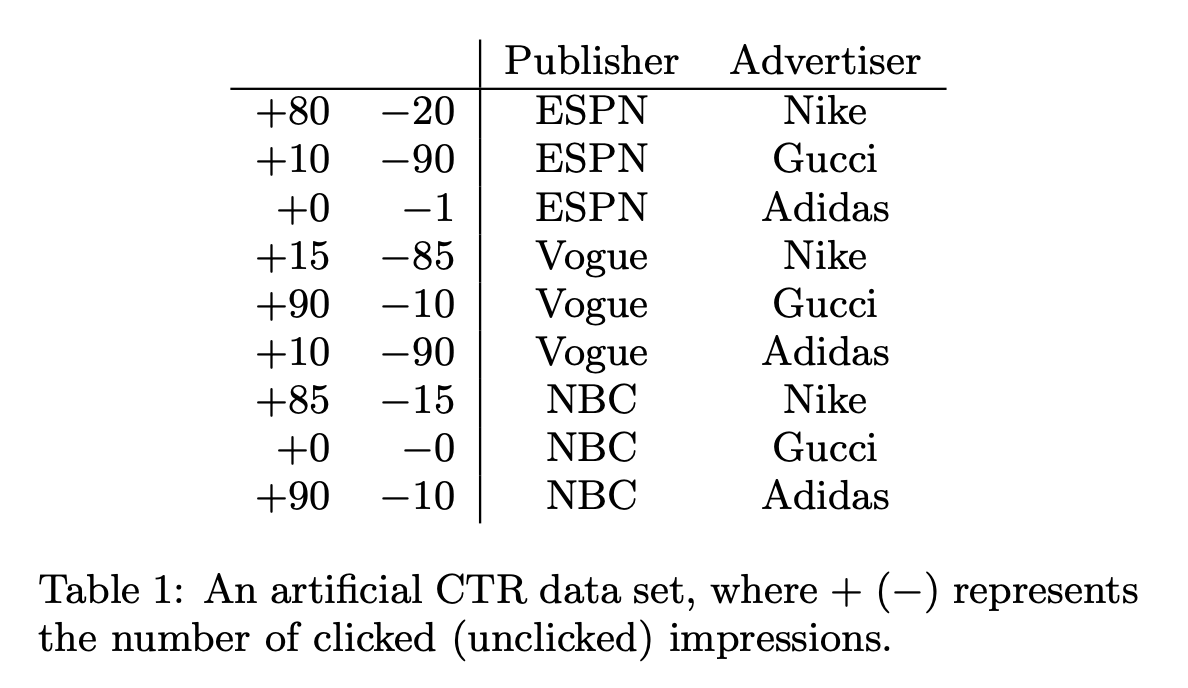 Publisher Advertiser
+80 −20 ESPN Nike
+10 −90 ESPN Gucci
+0 −1 ESPN Adidas
+15 −85 Vogue Nike
+90 −10 Vogue Gucci
+10 −90 Vogue Adidas
+85 −15 NBC Nike
+0 −0 NBC Gucci
+90 −10 NBC Adidas
Table 1: An artificial CTR data set, where + (−) represents
the number of clicked (unclicked) impressions.